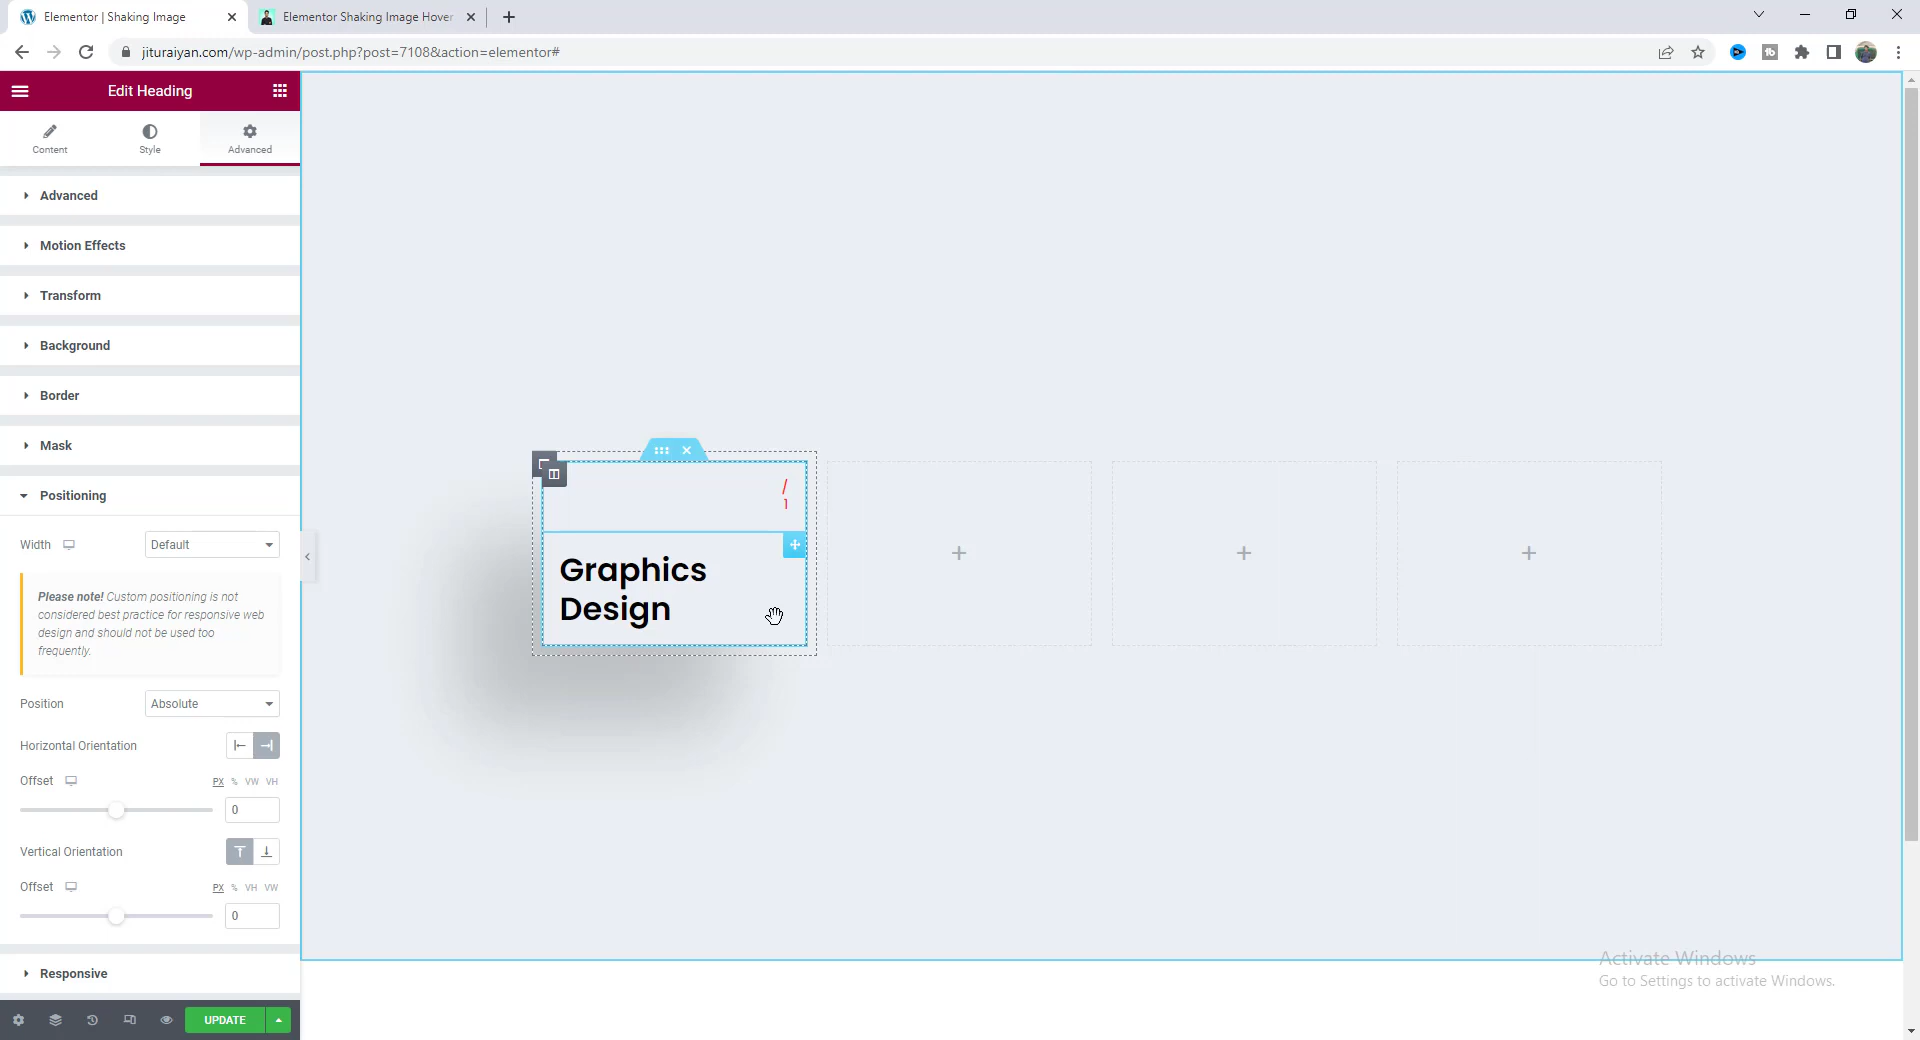 Elementor | Shaking Image
Elementor Shaking Image Hover
jituraiyan.com/wp-admin/post.php?post=7108&action=elementor#
Edit Heading
Content
Style
Advanced
Advanced
Motion Effects
Transform
Background
Border
Mask
Positioning
Width
Default
Please note! Custom positioning is not
considered best practice for responsive web
design and should not be used too
frequently.
Position
Absolute
Horizontal Orientation
Offset
PX % VW VH
0
Vertical Orientation
Offset
PX % VH VW
0
Responsive
UPDATE
/
1
Graphics
Design
Activate Windows
Go to Settings to activate Windows.